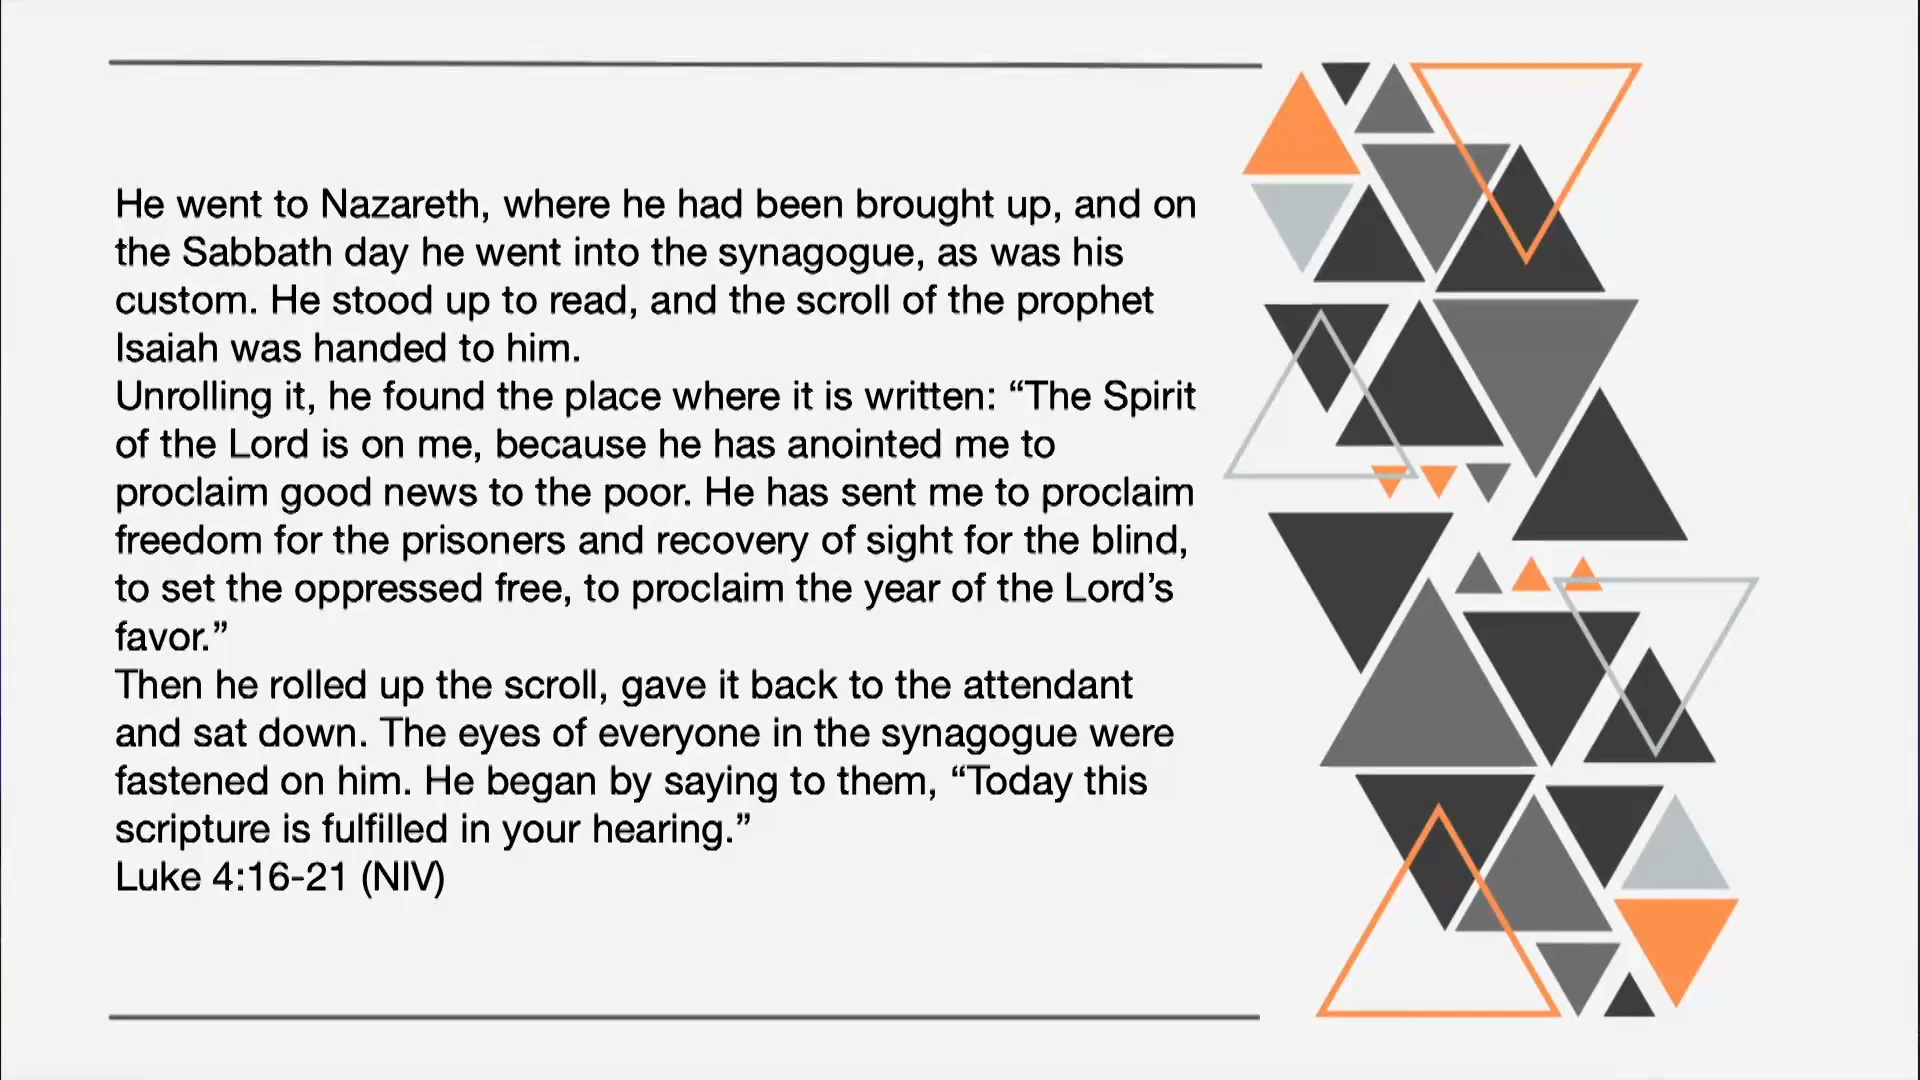 He went to Nazareth, where he had been brought up, and on
the Sabbath day he went into the synagogue, as was his
custom. He stood up to read, and the scroll of the prophet
Isaiah was handed to him.
Unrolling it, he found the place where it is written: “The Spirit
of the Lord is on me, because he has anointed me to
proclaim good news to the poor. He has sent me to proclaim
freedom for the prisoners and recovery of sight for the blind,
to set the oppressed free, to proclaim the year of the Lord’s
favor.”
Then he rolled up the scroll, gave it back to the attendant
and sat down. The eyes of everyone in the synagogue were
fastened on him. He began by saying to them, “Today this
scripture is fulfilled in your hearing.”
Luke 4:16-21 (NIV)